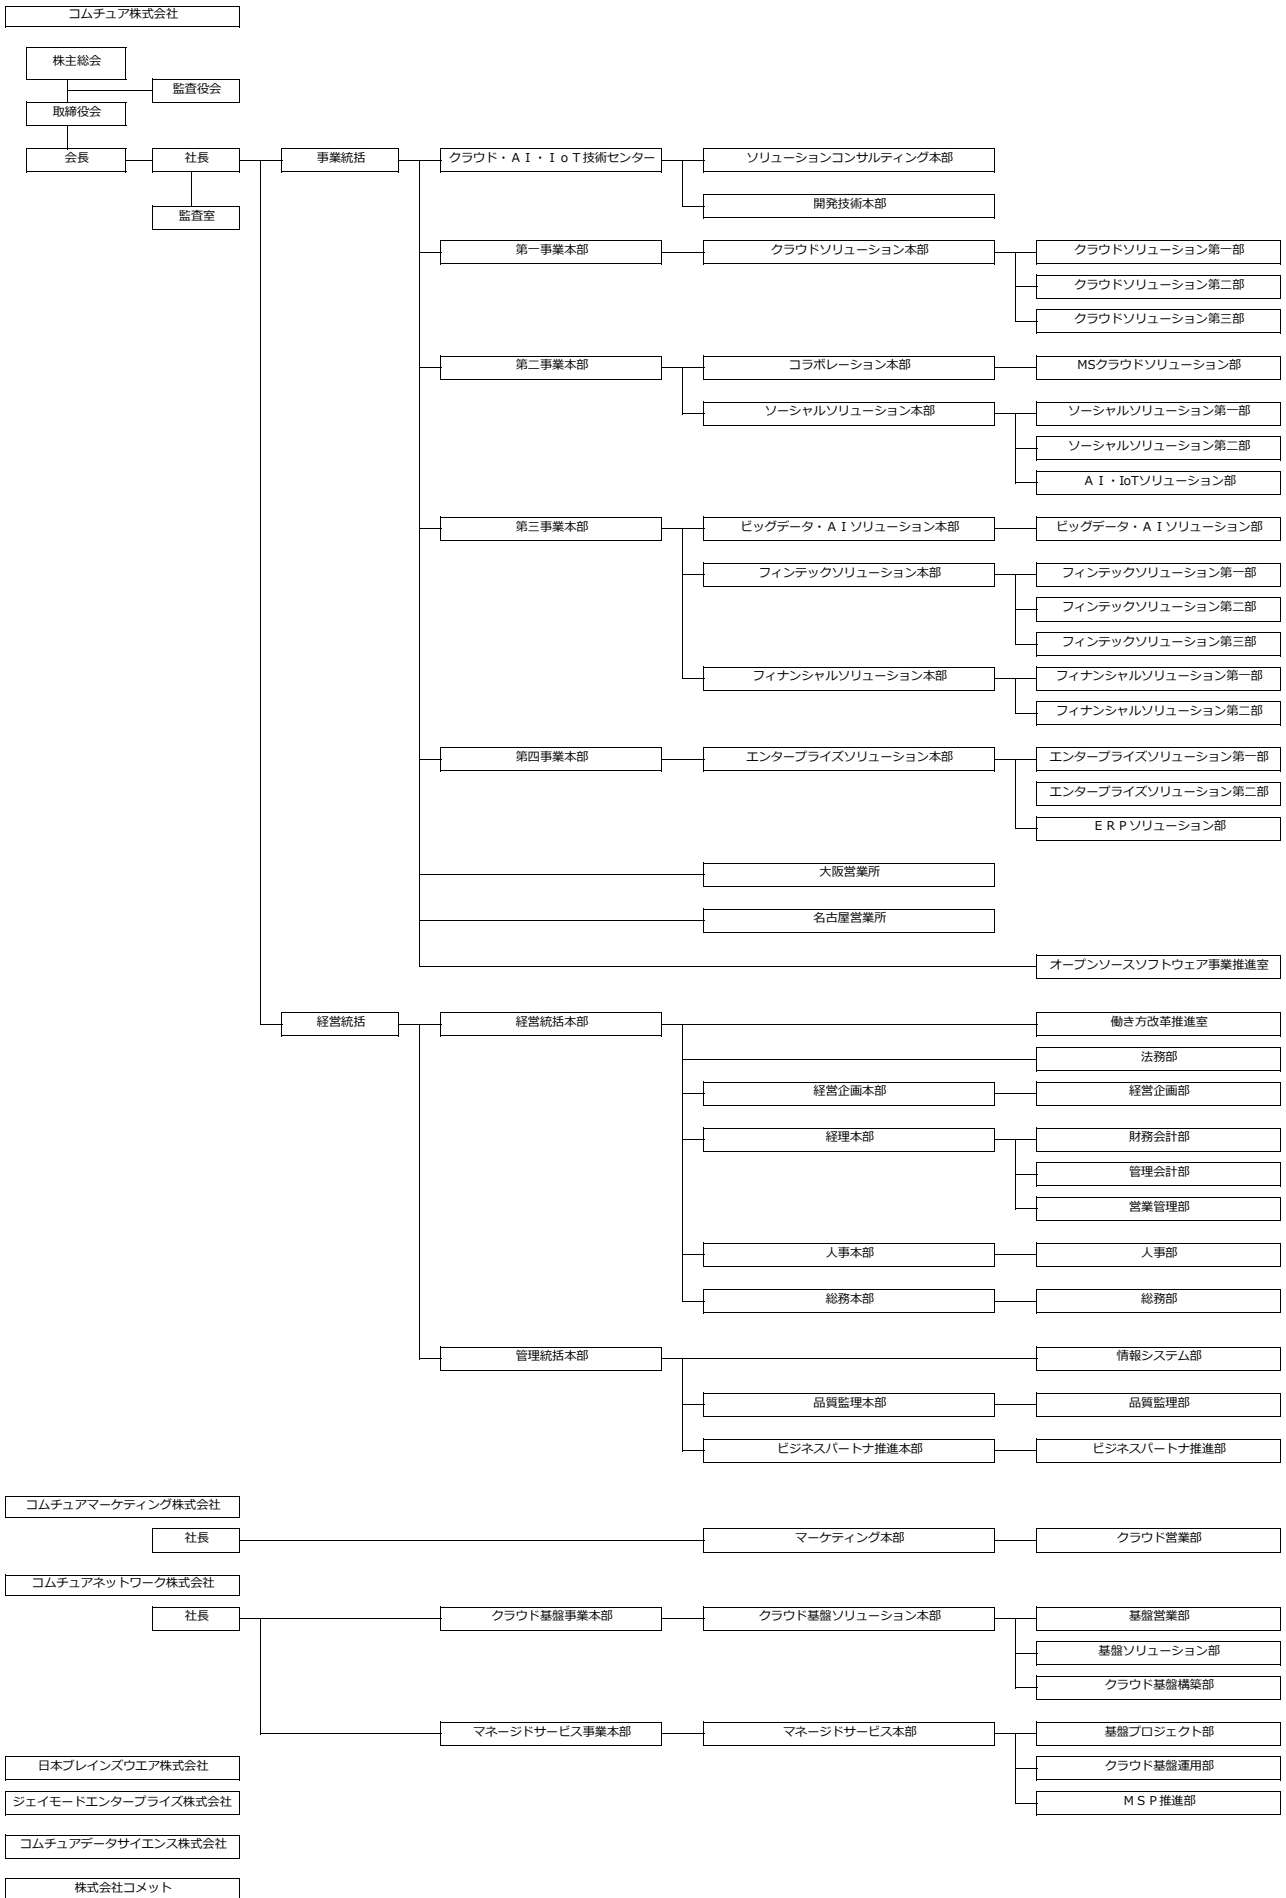 コムチュア株式会社
株主総会
監査役会
取締役会
会長
社長
事業統括
クラウド・ＡＩ・ＩｏＴ技術センター
ソリューションコンサルティング本部
開発技術本部
監査室
第一事業本部
クラウドソリューション本部
クラウドソリューション第一部
クラウドソリューション第二部
クラウドソリューション第三部
第二事業本部
コラボレーション本部
MSクラウドソリューション部
ソーシャルソリューション本部
ソーシャルソリューション第一部
ソーシャルソリューション第二部
ＡＩ・IoTソリューション部
第三事業本部
ビッグデータ・ＡＩソリューション本部
ビッグデータ・ＡＩソリューション部
フィンテックソリューション本部
フィンテックソリューション第一部
フィンテックソリューション第二部
フィンテックソリューション第三部
フィナンシャルソリューション本部
フィナンシャルソリューション第一部
フィナンシャルソリューション第二部
第四事業本部
エンタープライズソリューション本部
エンタープライズソリューション第一部
エンタープライズソリューション第二部
ＥＲＰソリューション部
大阪営業所
名古屋営業所
オープンソースソフトウェア事業推進室
経営統括
経営統括本部
働き方改革推進室
法務部
経営企画本部
経営企画部
経理本部
財務会計部
管理会計部
営業管理部
人事本部
人事部
総務本部
総務部
管理統括本部
情報システム部
品質監理本部
品質監理部
ビジネスパートナ推進本部
ビジネスパートナ推進部
コムチュアマーケティング株式会社
社長
マーケティング本部
クラウド営業部
コムチュアネットワーク株式会社
社長
クラウド基盤事業本部
クラウド基盤ソリューション本部
基盤営業部
基盤ソリューション部
クラウド基盤構築部
マネージドサービス事業本部
マネージドサービス本部
基盤プロジェクト部
日本ブレインズウエア株式会社
クラウド基盤運用部
ジェイモードエンタープライズ株式会社
ＭＳＰ推進部
コムチュアデータサイエンス株式会社
株式会社コメット